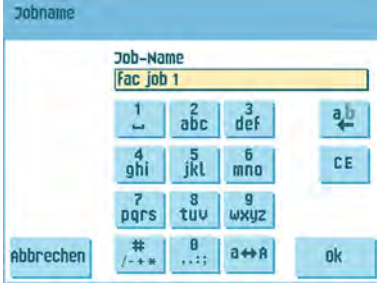 Jobname
Job-Name
fac job 1
1 2 3
␣ abc def ab
4 5 6
ghi jkl mno CE
7 8 9
pqrs tuv wxyz
Abbrechen # 0 a↔A ok
/-+* ..:;